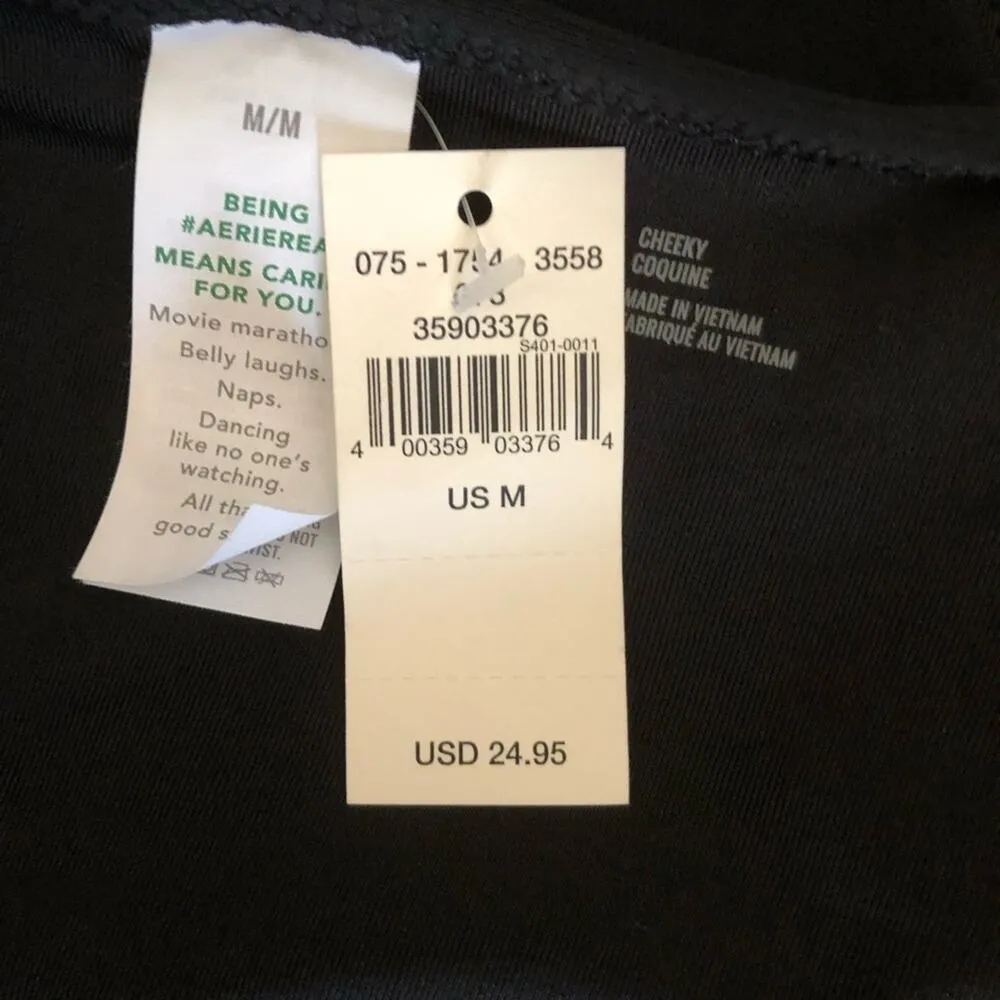 M/M
BEING
#AERIEREA
MEANS CARI
FOR YOU.
Movie maratho
Belly laughs.
Naps.
Dancing
like no one's
watching.
All tha
good s
NOT
075 - 1754 3558
35903376
S401-0011
4 00359 03376 4
US M
USD 24.95
CHEEKY
COQUINE
MADE IN VIETNAM
FABRIQUÉ AU VIETNAM